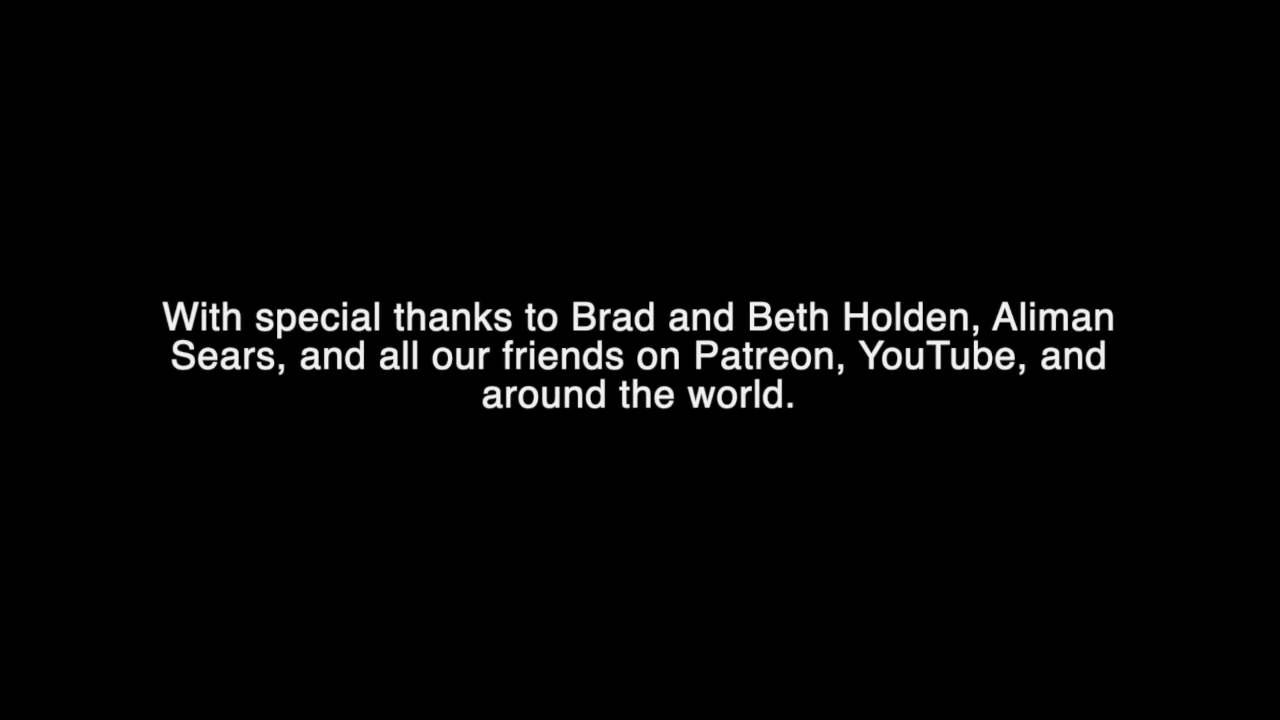 With special thanks to Brad and Beth Holden, Aliman
Sears, and all our friends on Patreon, YouTube, and
around the world.